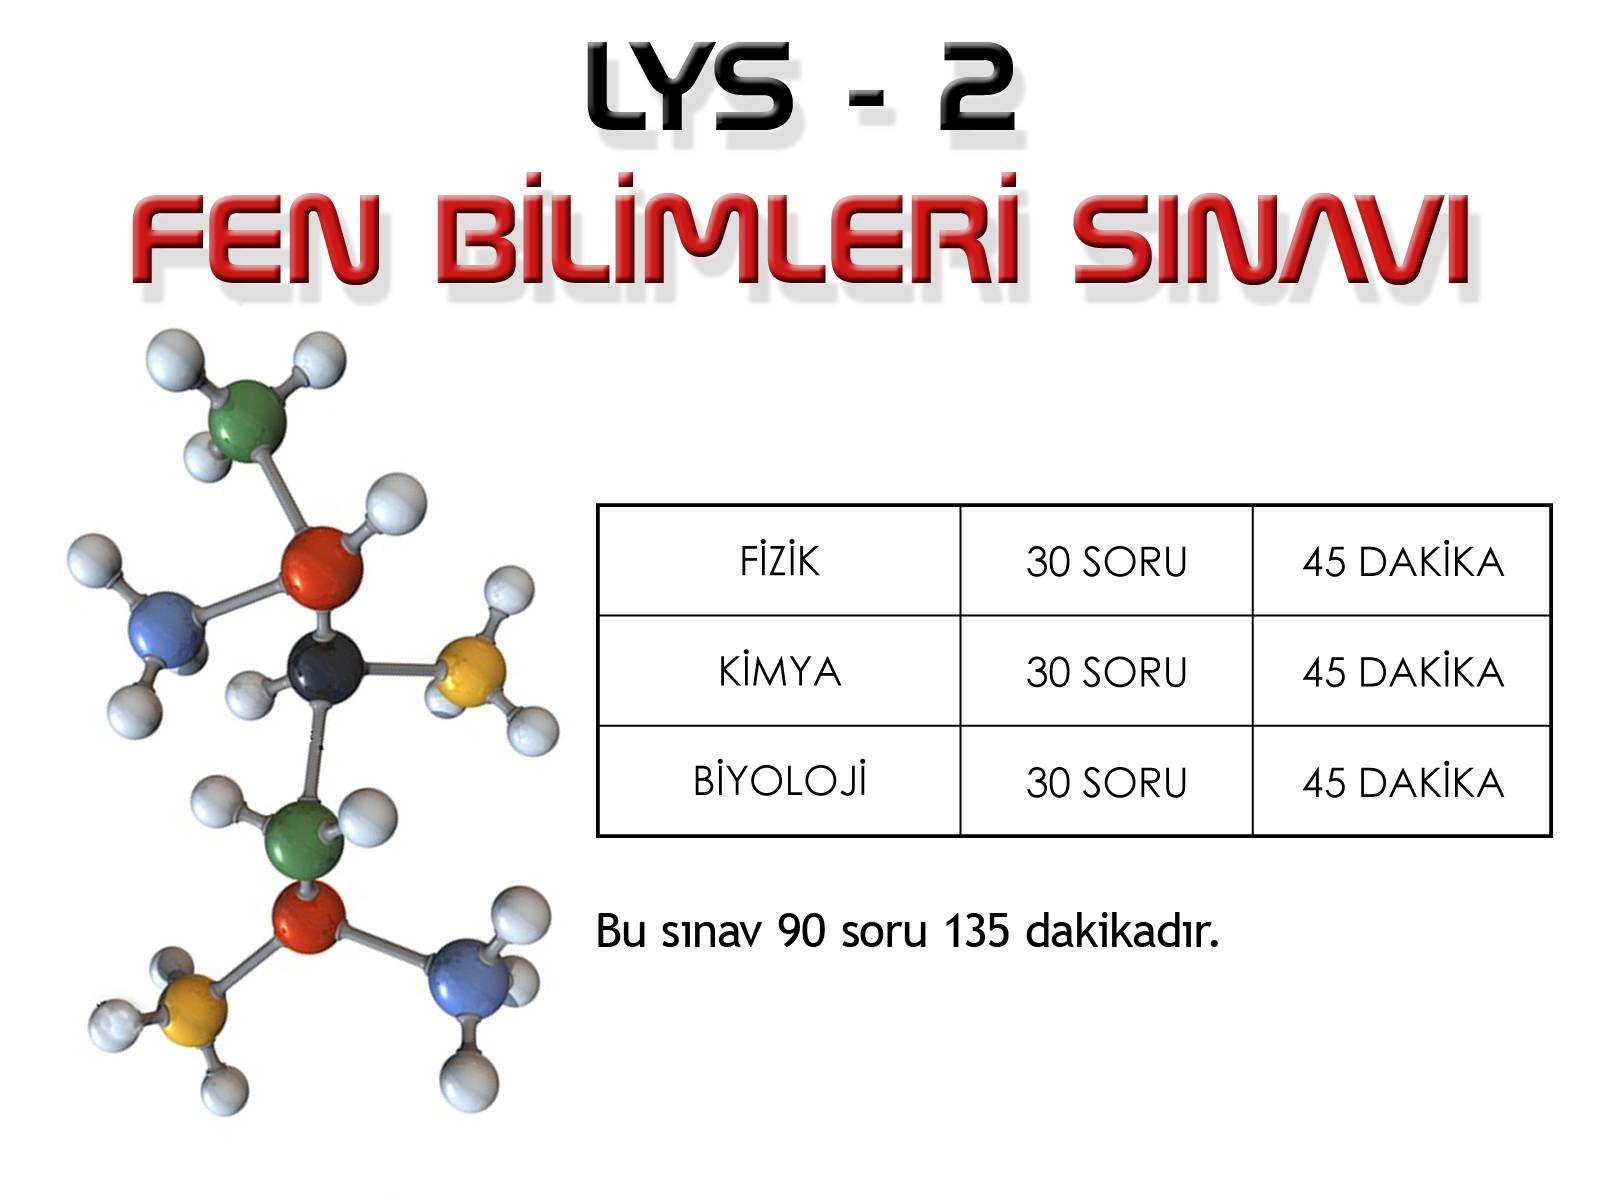 LYS - 2
FEN BİLİMLERİ SINAVI
FİZİK 30 SORU 45 DAKİKA
KİMYA 30 SORU 45 DAKİKA
BİYOLOJİ 30 SORU 45 DAKİKA
Bu sınav 90 soru 135 dakikadır.